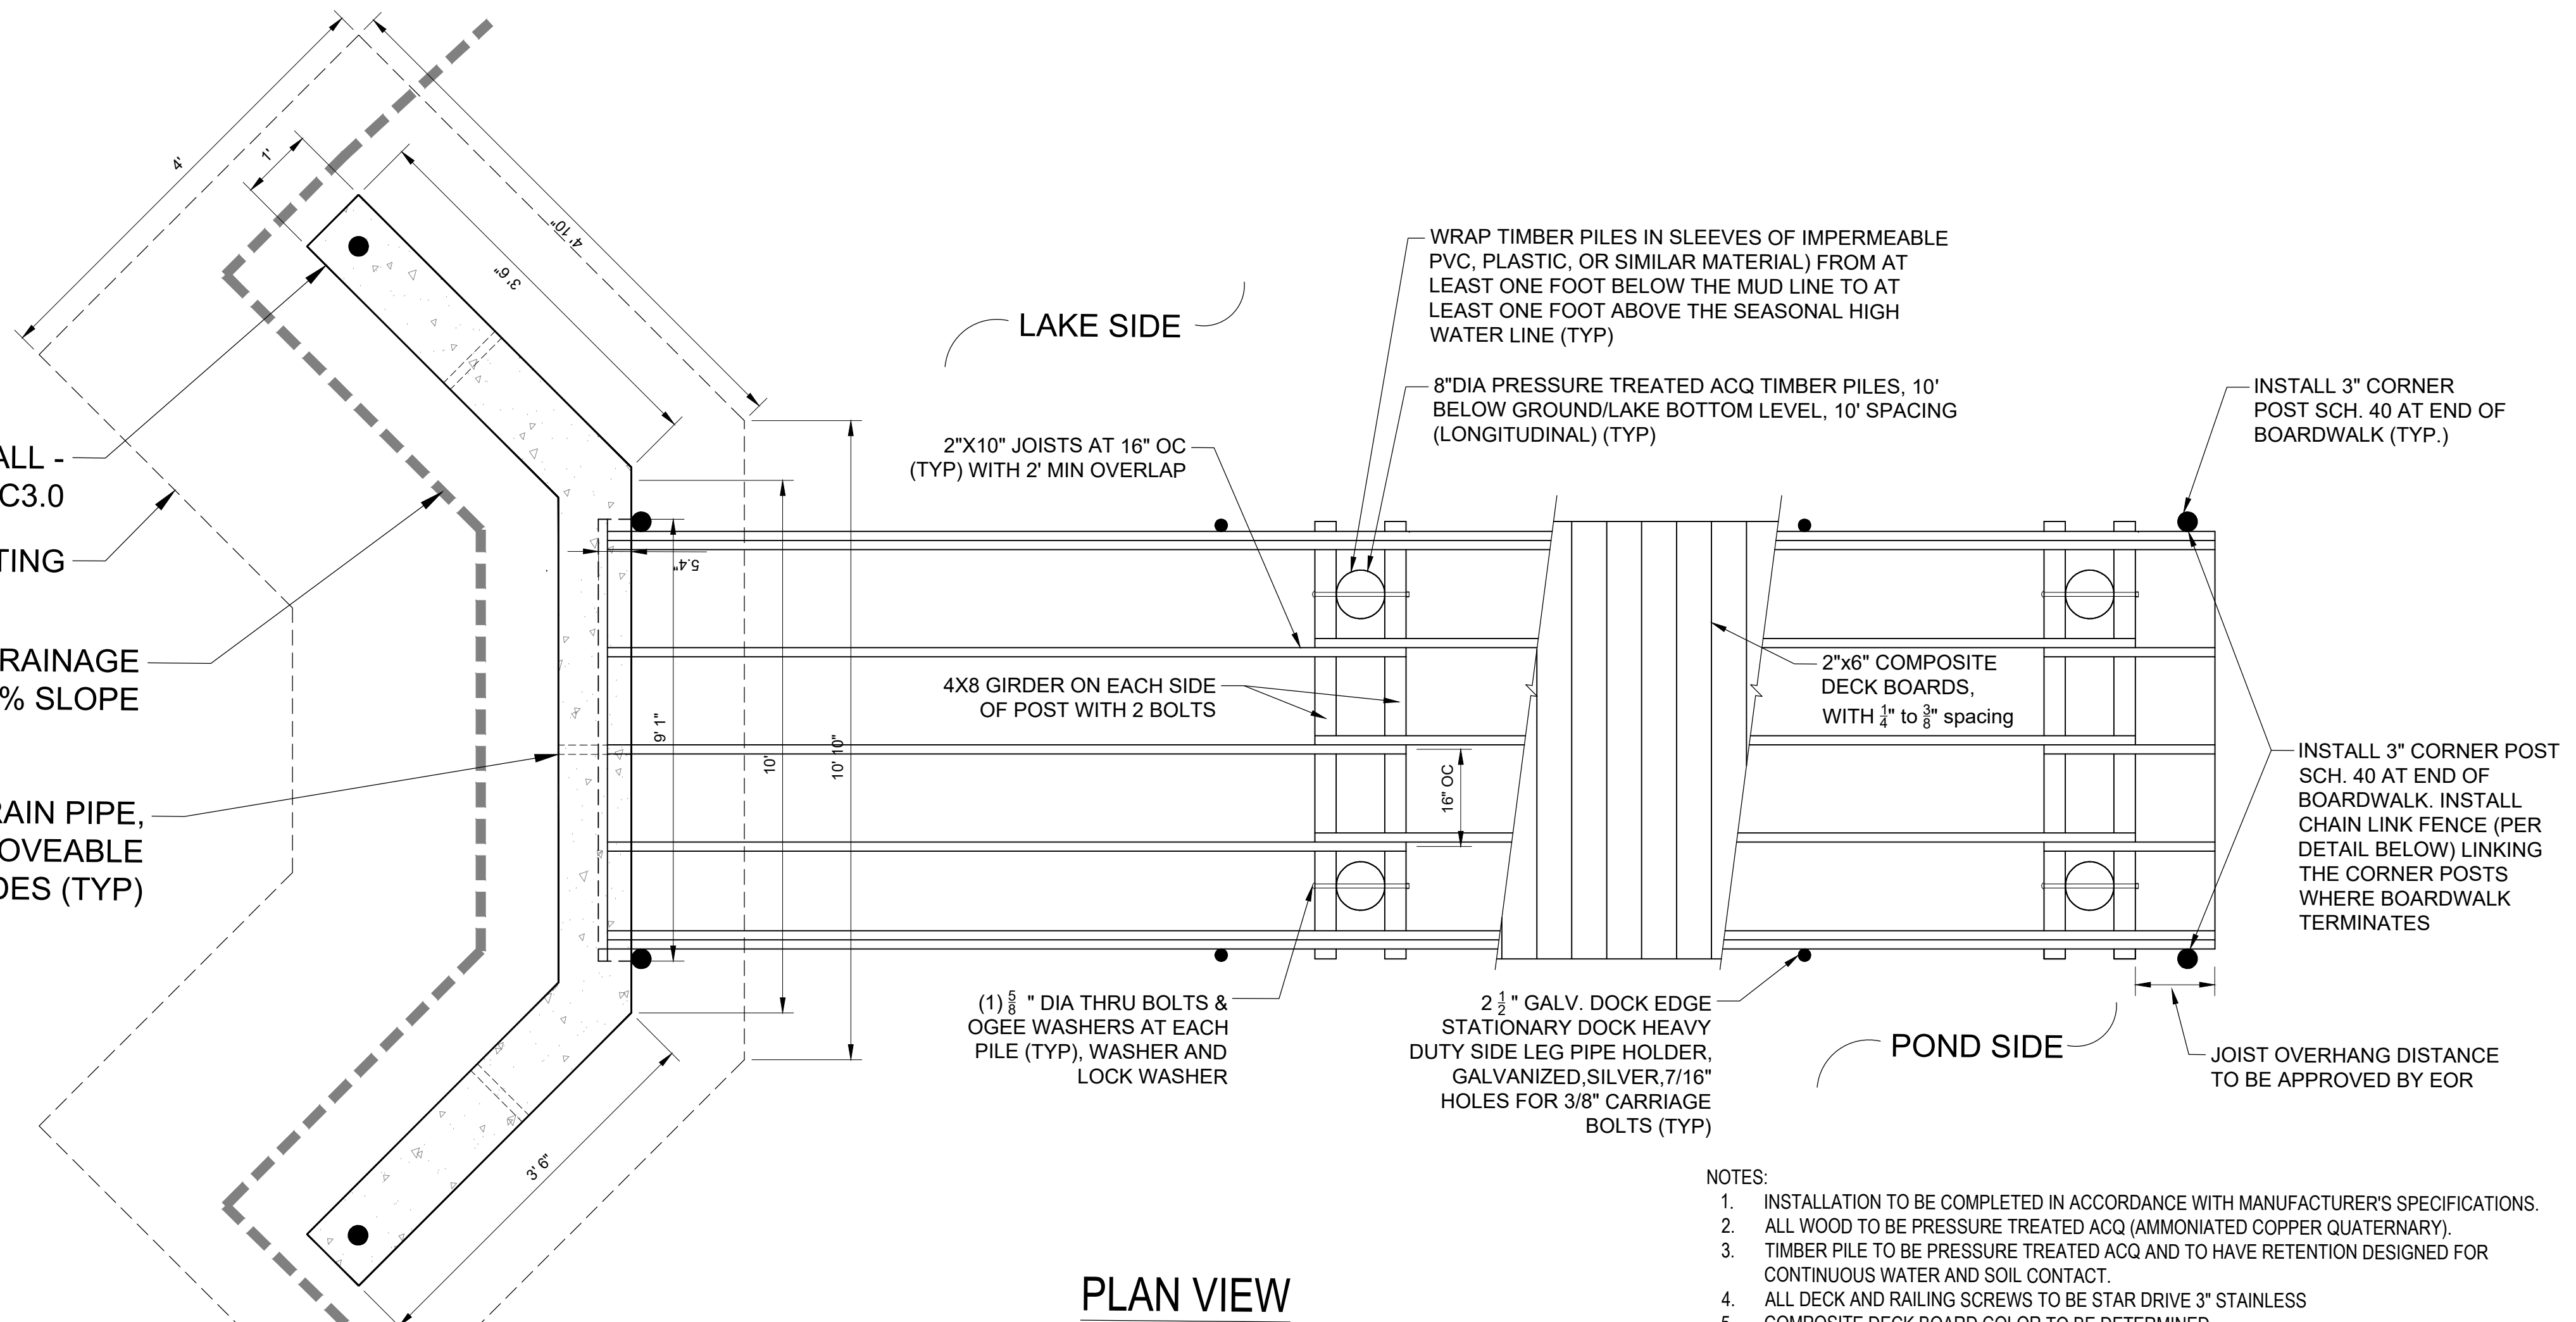 4'
1'
4' 10"
3' 6"
ALL -
C3.0
TING
RAINAGE
% SLOPE
RAIN PIPE,
OVEABLE
DES (TYP)
LAKE SIDE
WRAP TIMBER PILES IN SLEEVES OF IMPERMEABLE
PVC, PLASTIC, OR SIMILAR MATERIAL) FROM AT
LEAST ONE FOOT BELOW THE MUD LINE TO AT
LEAST ONE FOOT ABOVE THE SEASONAL HIGH
WATER LINE (TYP)
8"DIA PRESSURE TREATED ACQ TIMBER PILES, 10'
BELOW GROUND/LAKE BOTTOM LEVEL, 10' SPACING
(LONGITUDINAL) (TYP)
2"X10" JOISTS AT 16" OC
(TYP) WITH 2' MIN OVERLAP
INSTALL 3" CORNER
POST SCH. 40 AT END OF
BOARDWALK (TYP.)
5.4"
9' 1"
10'
10' 10"
4X8 GIRDER ON EACH SIDE
OF POST WITH 2 BOLTS
16" OC
2"x6" COMPOSITE
DECK BOARDS,
WITH 1/4" to 3/8" spacing
INSTALL 3" CORNER POST
SCH. 40 AT END OF
BOARDWALK. INSTALL
CHAIN LINK FENCE (PER
DETAIL BELOW) LINKING
THE CORNER POSTS
WHERE BOARDWALK
TERMINATES
(1) 5/8 " DIA THRU BOLTS &
OGEE WASHERS AT EACH
PILE (TYP), WASHER AND
LOCK WASHER
2 1/2 " GALV. DOCK EDGE
STATIONARY DOCK HEAVY
DUTY SIDE LEG PIPE HOLDER,
GALVANIZED,SILVER,7/16"
HOLES FOR 3/8" CARRIAGE
BOLTS (TYP)
POND SIDE
JOIST OVERHANG DISTANCE
TO BE APPROVED BY EOR
3' 6"
PLAN VIEW
NOTES:
1. INSTALLATION TO BE COMPLETED IN ACCORDANCE WITH MANUFACTURER'S SPECIFICATIONS.
2. ALL WOOD TO BE PRESSURE TREATED ACQ (AMMONIATED COPPER QUATERNARY).
3. TIMBER PILE TO BE PRESSURE TREATED ACQ AND TO HAVE RETENTION DESIGNED FOR
CONTINUOUS WATER AND SOIL CONTACT.
4. ALL DECK AND RAILING SCREWS TO BE STAR DRIVE 3" STAINLESS
5. COMPOSITE DECK BOARD COLOR TO BE DETERMINED